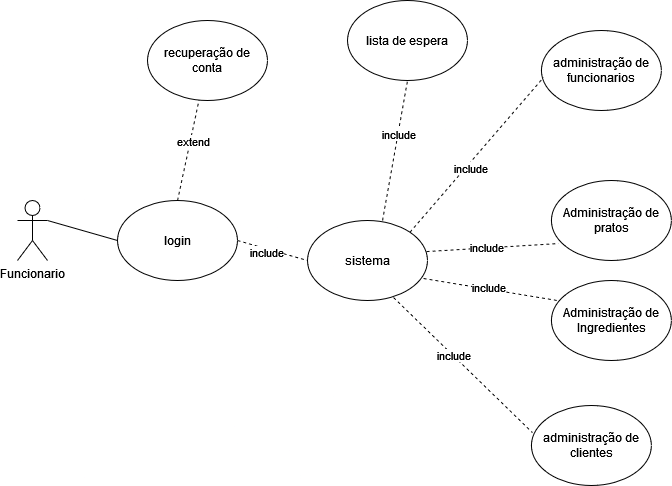 recuperação de
conta
lista de espera
administração de
funcionarios
extend
include
include
Administração de
pratos
login
include
sistema
include
Funcionario
include
Administração de
Ingredientes
include
administração de
clientes